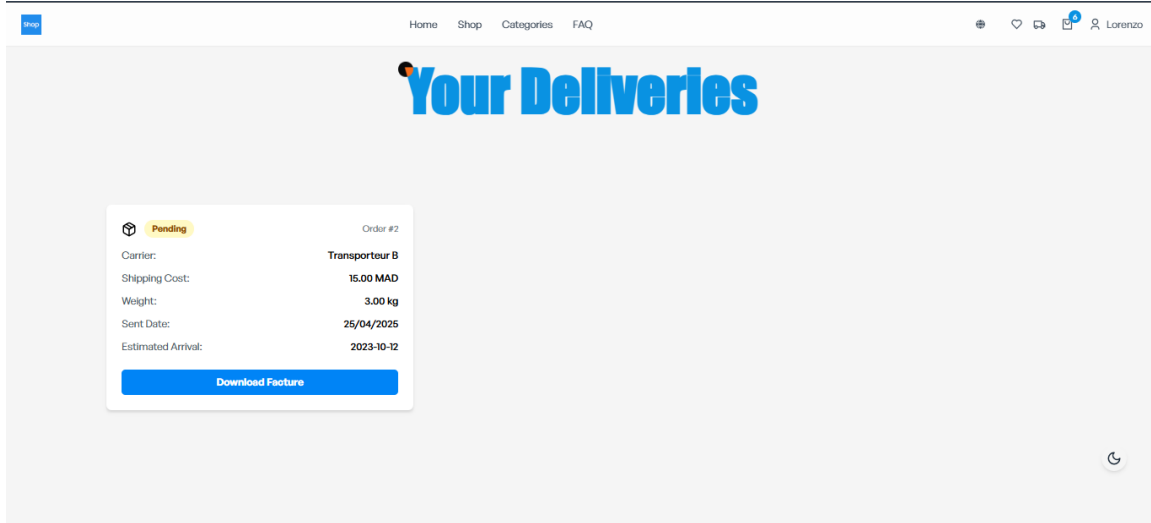 Shop
Home Shop Categories FAQ
6
Lorenzo
Your Deliveries
Pending Order #2
Carrier: Transporteur B
Shipping Cost: 15.00 MAD
Weight: 3.00 kg
Sent Date: 25/04/2025
Estimated Arrival: 2023-10-12
Download Facture